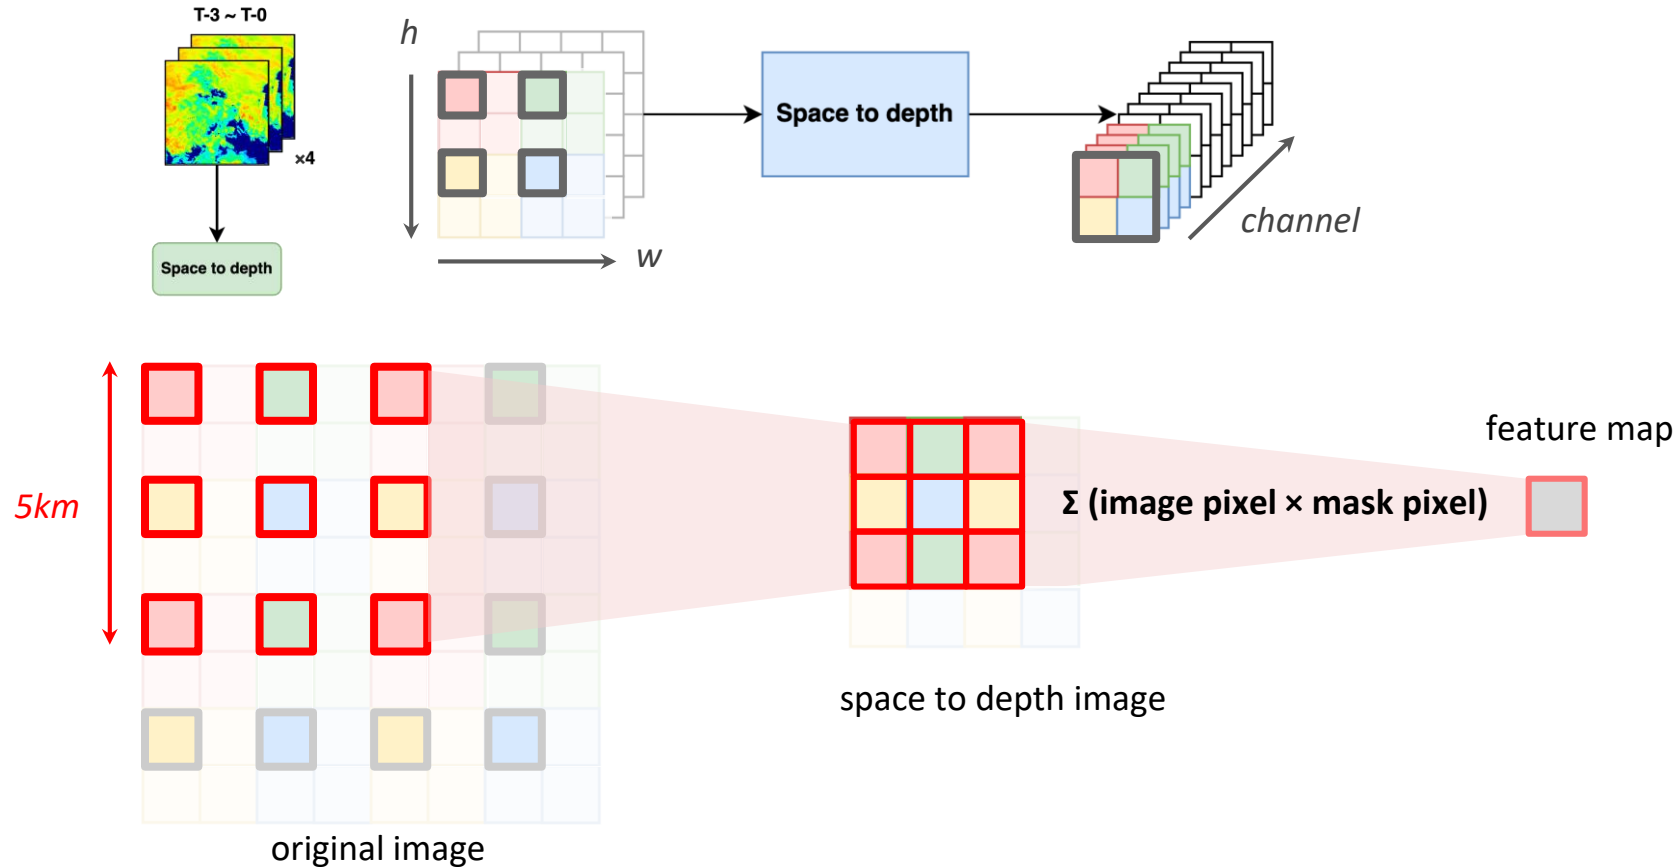 T-3 ~ T-0
×4
Space to depth
h
w
Space to depth
channel
5km
original image
space to depth image
Σ (image pixel × mask pixel)
feature map